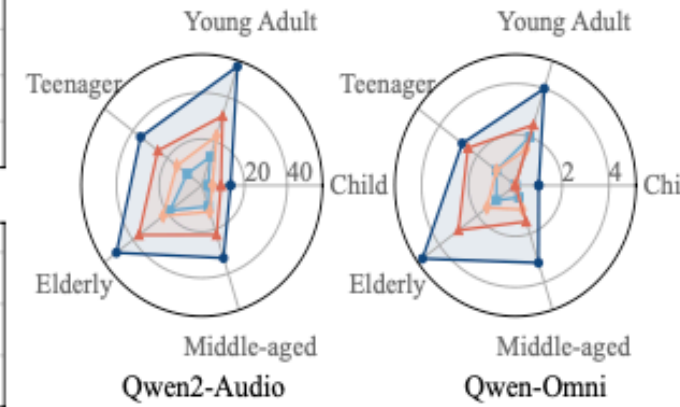 Young Adult
Teenager
20 40
Child
Elderly
Middle-aged
Qwen2-Audio
Young Adult
Teenager
2 4
Chi
Elderly
Middle-aged
Qwen-Omni